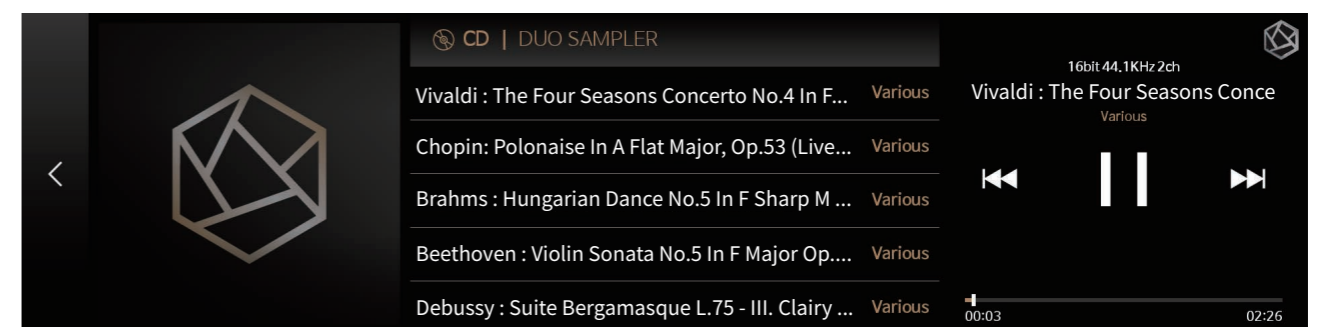 CD | DUO SAMPLER
Vivaldi : The Four Seasons Concerto No.4 In F... Various
Chopin: Polonaise In A Flat Major, Op.53 (Live... Various
Brahms : Hungarian Dance No.5 In F Sharp M ... Various
Beethoven : Violin Sonata No.5 In F Major Op.... Various
Debussy : Suite Bergamasque L.75 - III. Clairy ... Various
16bit 44.1KHz 2ch
Vivaldi : The Four Seasons Conce
Various
00:03 02:26